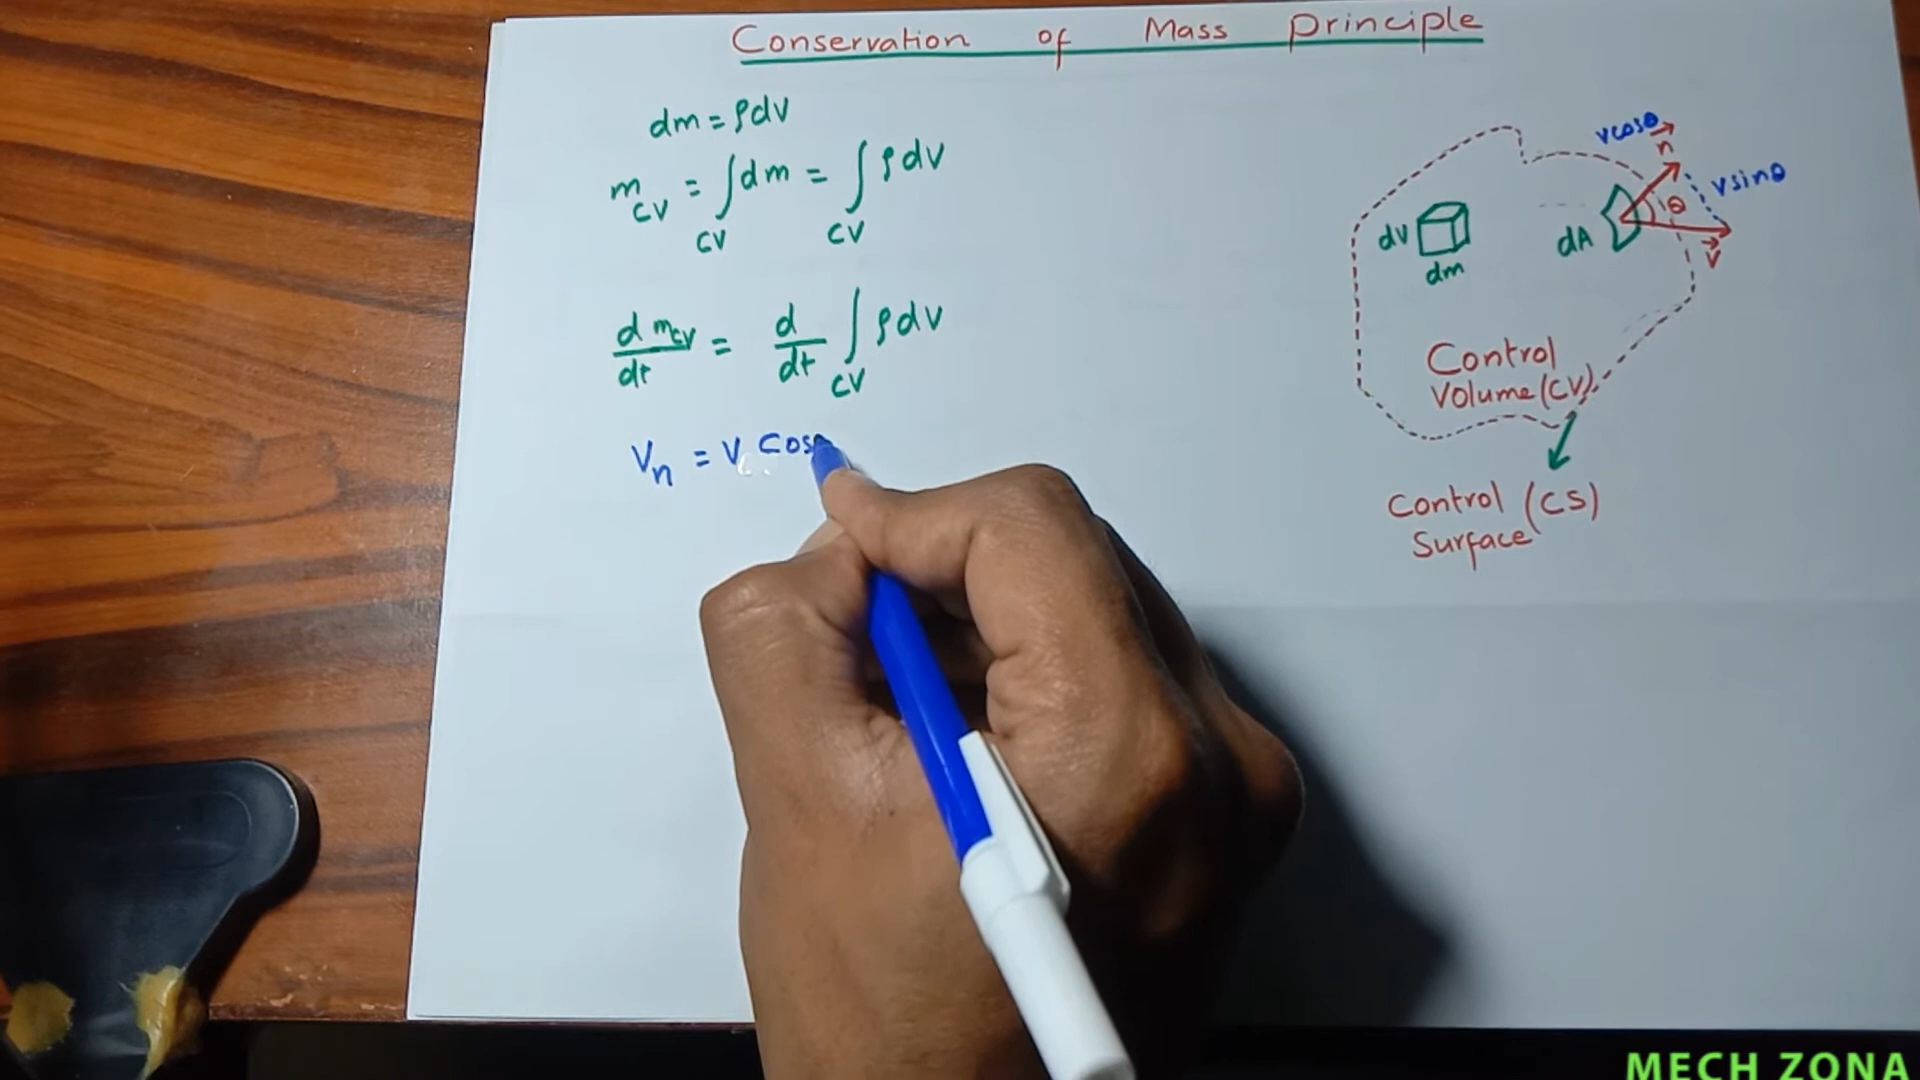 Conservation of Mass Principle
dm = ρdV
m_CV = ∫_CV dm = ∫_CV ρdV
d m_CV / dt = d/dt ∫_CV ρdV
V_n = V Cos
Vcosθ
n⃗
Vsinθ
θ
V⃗
dA
dV
dm
Control
Volume (CV)
Control (CS)
Surface
MECH ZONA